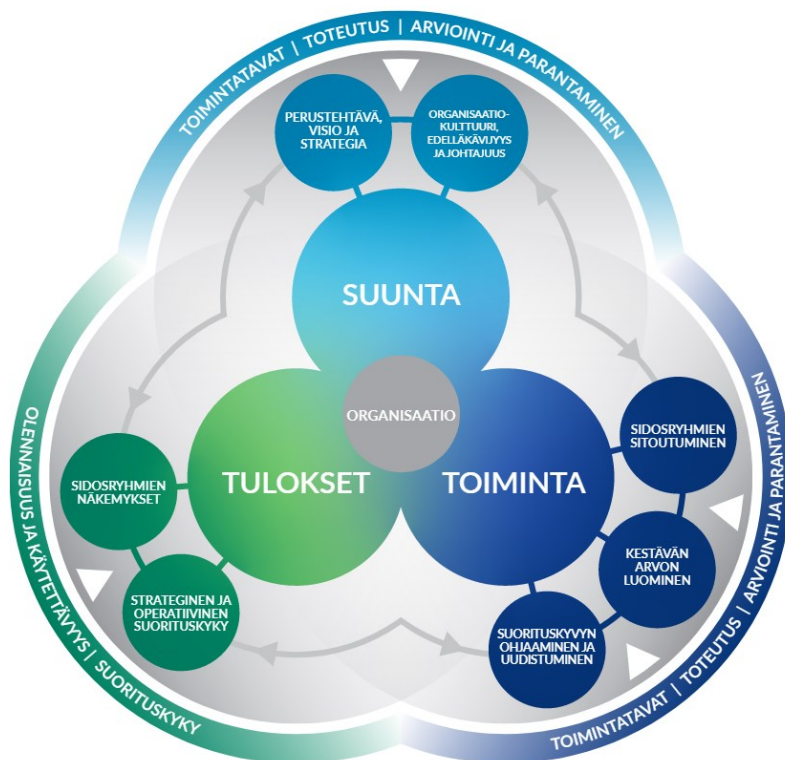 TOIMINTATAVAT | TOTEUTUS | ARVIOINTI JA PARANTAMINEN
PERUSTEHTÄVÄ,
VISIO JA
STRATEGIA
ORGANISAATIO-
KULTTUURI,
EDELLÄKÄVIJYYS
JA JOHTAJUUS
SUUNTA
ORGANISAATIO
TULOKSET
TOIMINTA
SIDOSRYHMIEN
NÄKEMYKSET
STRATEGINEN JA
OPERATIIVINEN
SUORITUSKYKY
SIDOSRYHMIEN
SITOUTUMINEN
KESTÄVÄN
ARVON
LUOMINEN
SUORITUSKYVYN
OHJAAMINEN JA
UUDISTUMINEN
OLENNAISUUS JA KÄYTETTÄVYYS | SUORITUSKYKY
TOIMINTATAVAT | TOTEUTUS | ARVIOINTI JA PARANTAMINEN